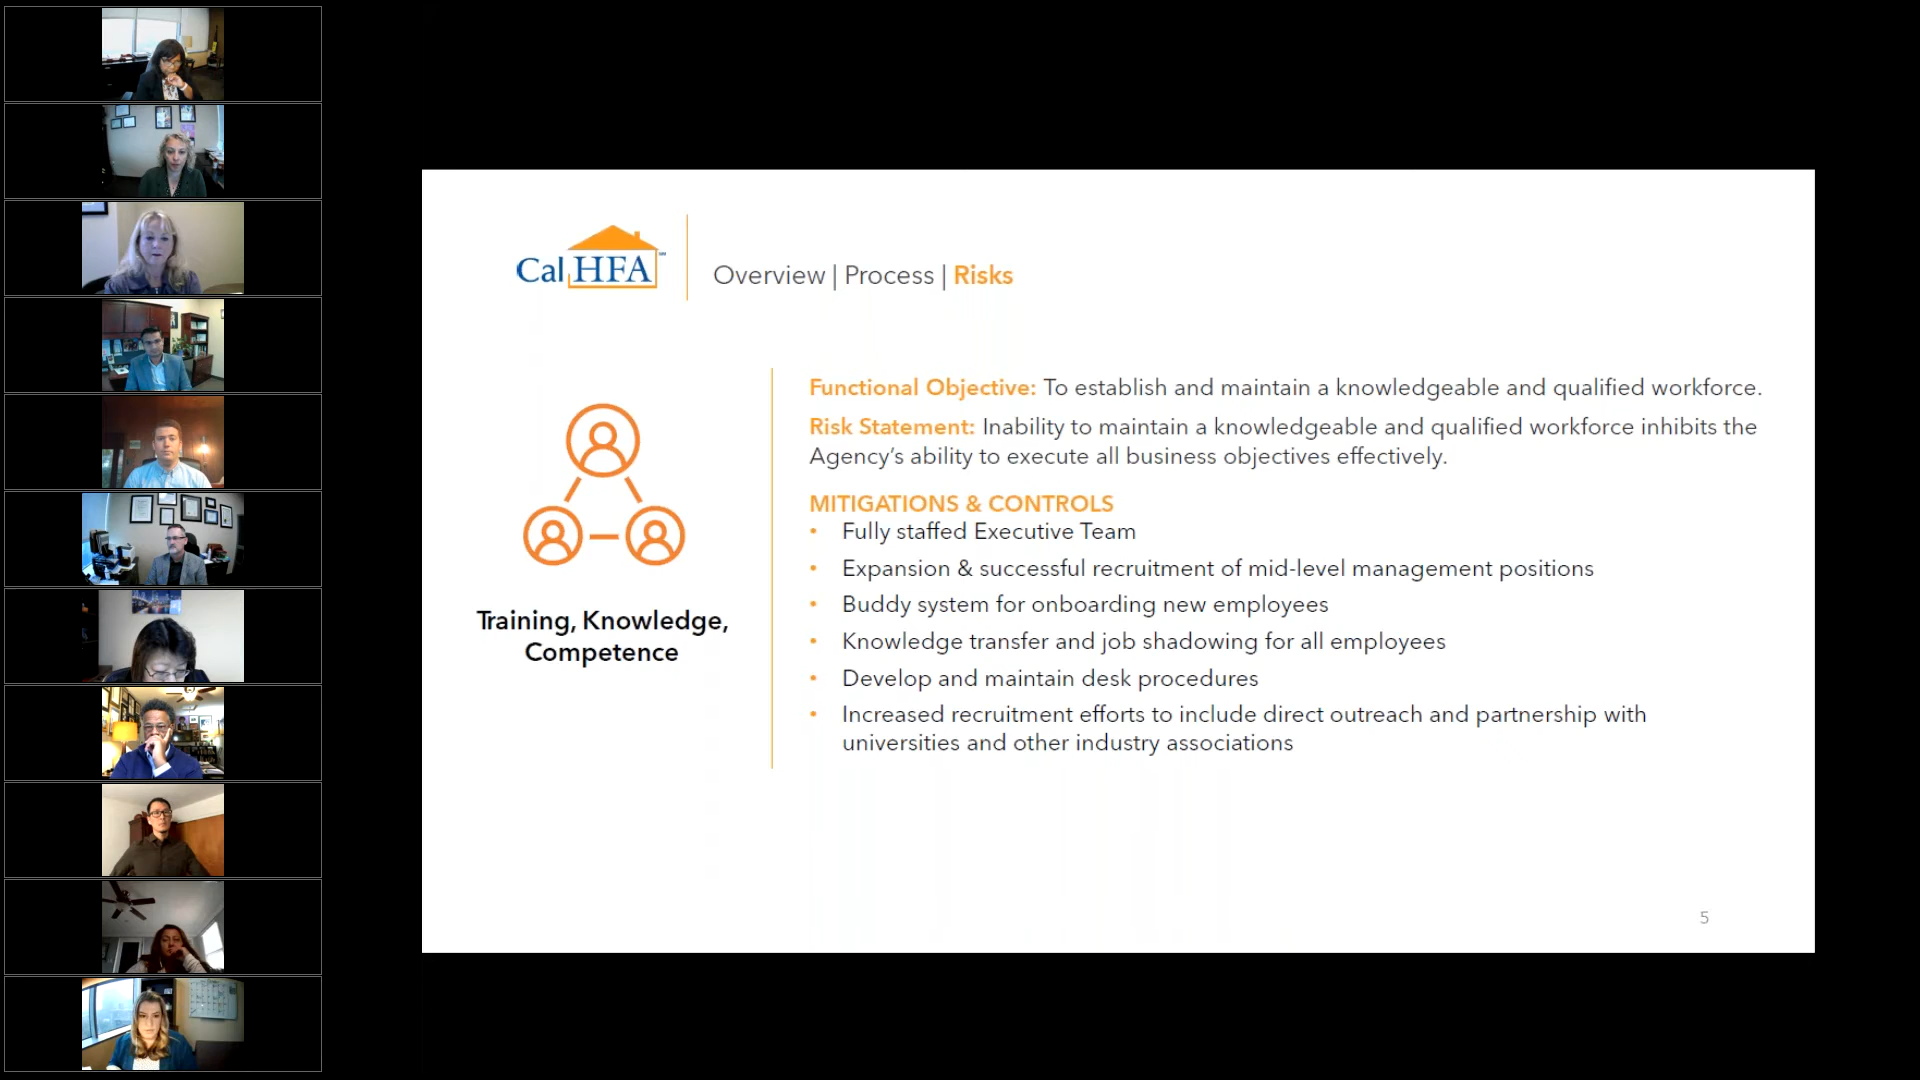 Cal HFA SM
Overview | Process | Risks
Training, Knowledge,
Competence
Functional Objective: To establish and maintain a knowledgeable and qualified workforce.
Risk Statement: Inability to maintain a knowledgeable and qualified workforce inhibits the
Agency’s ability to execute all business objectives effectively.
MITIGATIONS & CONTROLS
• Fully staffed Executive Team
• Expansion & successful recruitment of mid-level management positions
• Buddy system for onboarding new employees
• Knowledge transfer and job shadowing for all employees
• Develop and maintain desk procedures
• Increased recruitment efforts to include direct outreach and partnership with
universities and other industry associations
5